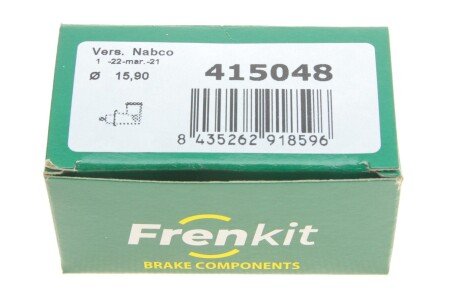 Vers. Nabco
1 -22-mar.-21
Ø 15,90
415048
8 435262 918596
Frenkit
BRAKE COMPONENTS